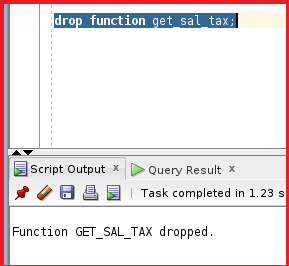 drop function get_sal_tax;
Script Output x Query Result x
Task completed in 1.23 s
Function GET_SAL_TAX dropped.